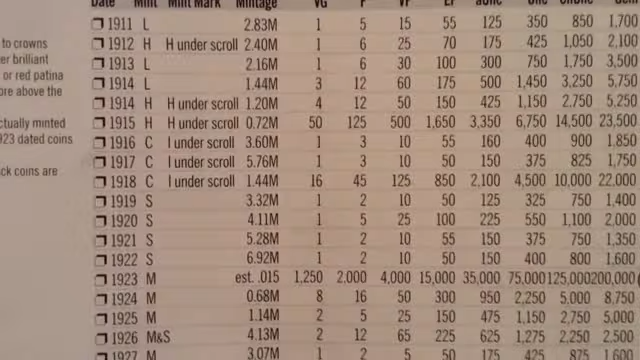 Date Mint Mint Mark Mintage VG F VF EF aUnc Unc
1911 L 2.83M 1 5 15 55 125 350 850 1,700
to crowns
1912 H H under scroll 2.40M 1 6 25 70 175 425 1,050 2,100
er brilliant
1913 L 2.16M 1 6 30 100 300 750 1,750 3,500
or red patina
1914 L 1.44M 3 12 60 175 500 1,450 3,250 5,750
ore above the
1914 H H under scroll 1.20M 4 12 50 150 425 1,150 2,750 5,250
ctually minted
1915 H H under scroll 0.72M 50 125 500 1,650 3,350 6,750 14,500 23,500
923 dated coins
1916 C I under scroll 3.60M 1 3 10 55 160 400 900 1,850
1917 C I under scroll 5.76M 1 3 10 50 150 375 825 1,750
ck coins are
1918 C I under scroll 1.44M 16 45 125 850 2,100 4,500 10,000 22,000
1919 S 3.32M 1 2 10 50 125 325 750 1,400
1920 S 4.11M 1 5 25 100 225 550 1,100 2,000
1921 S 5.28M 1 2 10 55 150 375 750 1,350
1922 S 6.92M 1 2 10 50 150 400 800 1,600
1923 M est. .015 1,250 2,000 4,000 15,000 35,000 75,000 125,000 200,000
1924 M 0.68M 8 16 50 300 950 2,250 5,000 8,750
1925 M 1.14M 2 5 25 150 475 1,150 2,750 5,000
1926 M&S 4.13M 2 12 65 225 625 1,275 2,250 2,500
1927 M 3.07M 1 2 5 50 175 425 875 1,600